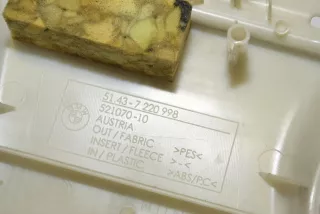 51.43-7 220 998
521070-10
AUSTRIA
OUT/FABRIC >PES<
INSERT/FLEECE >-<
IN/PLASTIC >ABS/PC<